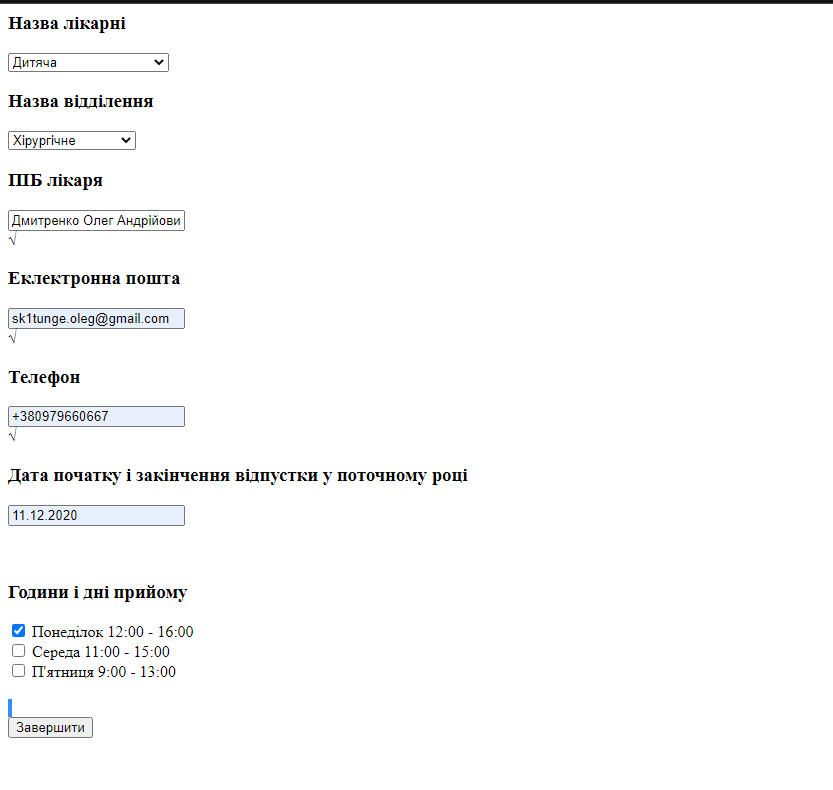 Назва лікарні
Дитяча
Назва відділення
Хірургічне
ПІБ лікаря
Дмитренко Олег Андрійови
√
Еклектронна пошта
sk1tunge.oleg@gmail.com
√
Телефон
+380979660667
√
Дата початку і закінчення відпустки у поточному році
11.12.2020
Години і дні прийому
Понеділок 12:00 - 16:00
Середа 11:00 - 15:00
П'ятниця 9:00 - 13:00
Завершити